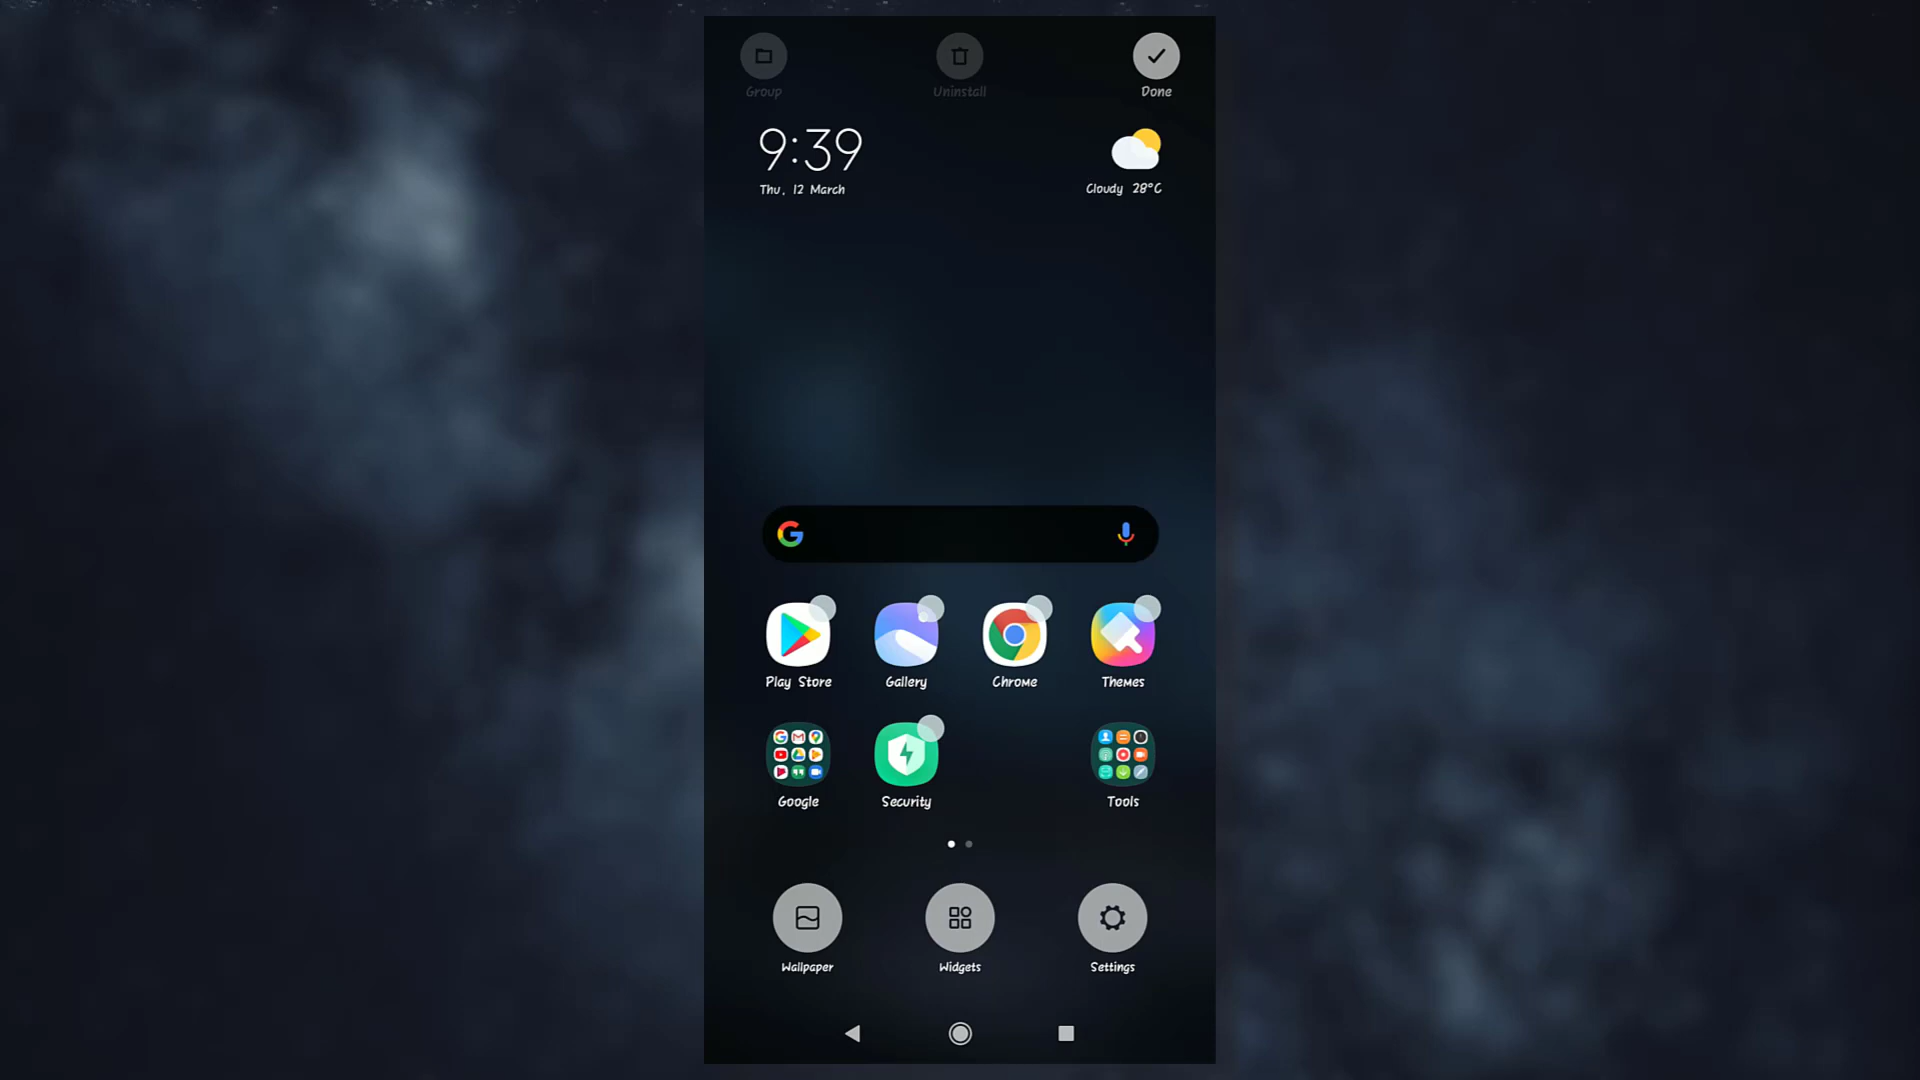 Group Uninstall Done
9:39
Thu, 12 March Cloudy 28°C
Play Store Gallery Chrome Themes
Google Security Tools
Wallpaper Widgets Settings